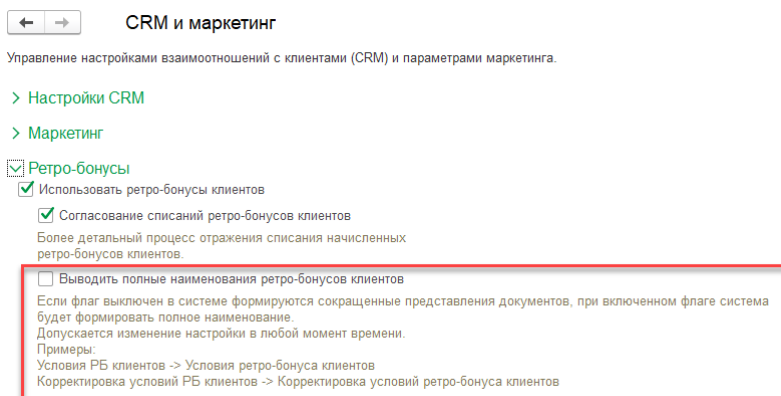 CRM и маркетинг
Управление настройками взаимоотношений с клиентами (CRM) и параметрами маркетинга.
Настройки CRM
Маркетинг
Ретро-бонусы
Использовать ретро-бонусы клиентов
Согласование списаний ретро-бонусов клиентов
Более детальный процесс отражения списания начисленных
ретро-бонусов клиентов.
Выводить полные наименования ретро-бонусов клиентов
Если флаг выключен в системе формируются сокращенные представления документов, при включенном флаге система
будет формировать полное наименование.
Допускается изменение настройки в любой момент времени.
Примеры:
Условия РБ клиентов -> Условия ретро-бонуса клиентов
Корректировка условий РБ клиентов -> Корректировка условий ретро-бонуса клиентов